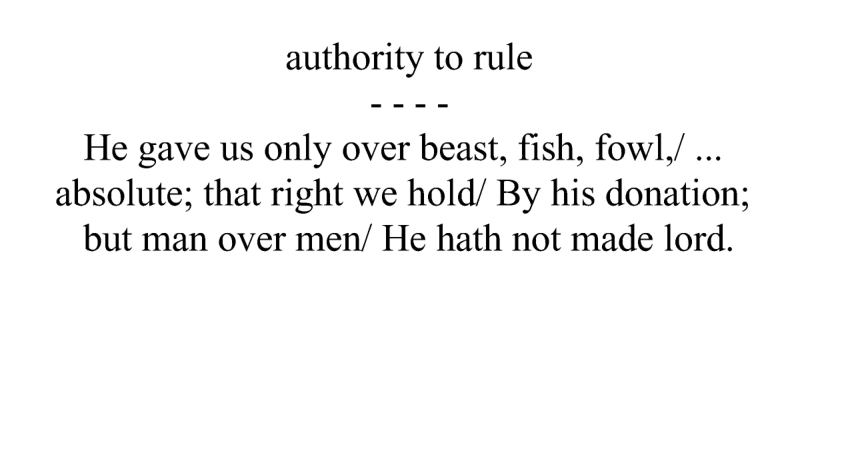 authority to rule
- - - -
He gave us only over beast, fish, fowl,/ ...
absolute; that right we hold/ By his donation;
but man over men/ He hath not made lord.